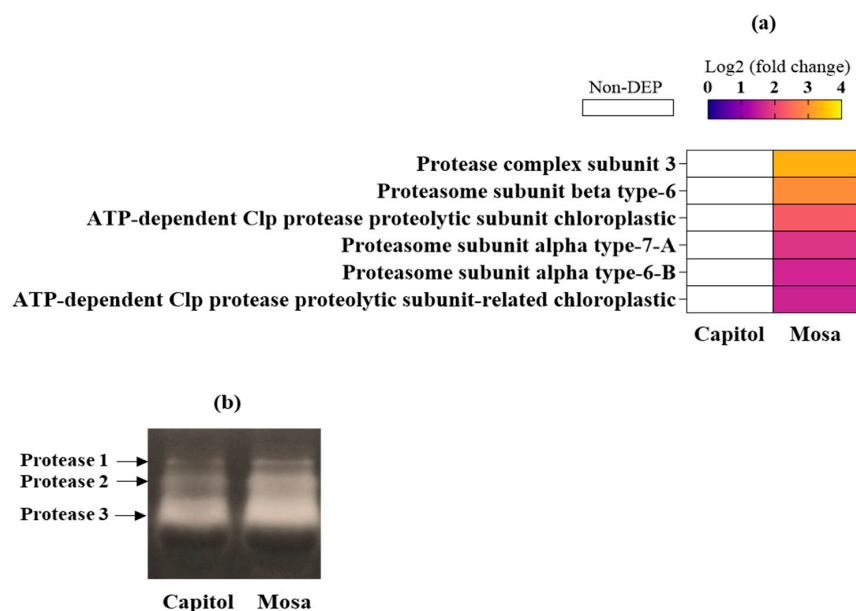 (a)
Log2 (fold change)
Non-DEP
0 1 2 3 4
Protease complex subunit 3
Proteasome subunit beta type-6
ATP-dependent Clp protease proteolytic subunit chloroplastic
Proteasome subunit alpha type-7-A
Proteasome subunit alpha type-6-B
ATP-dependent Clp protease proteolytic subunit-related chloroplastic
Capitol Mosa
(b)
Protease 1
Protease 2
Protease 3
Capitol Mosa